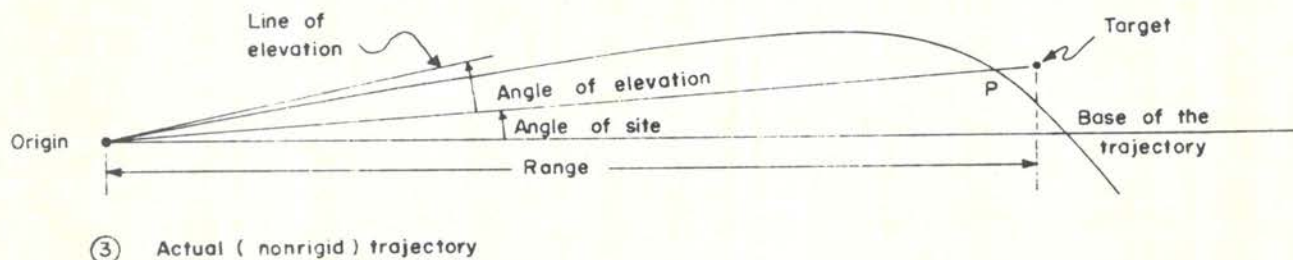 Line of
elevation
Target
Angle of elevation
P
Origin
Angle of site
Base of the
trajectory
Range
③ Actual ( nonrigid ) trajectory